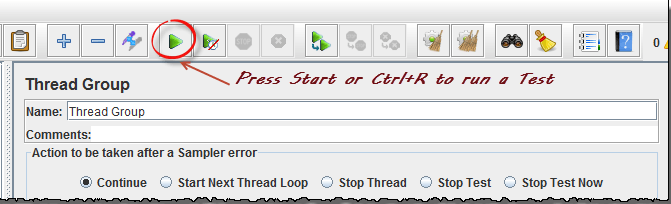 0
Press Start or Ctrl+R to run a Test
Thread Group
Name: Thread Group
Comments:
Action to be taken after a Sampler error
Continue Start Next Thread Loop Stop Thread Stop Test Stop Test Now